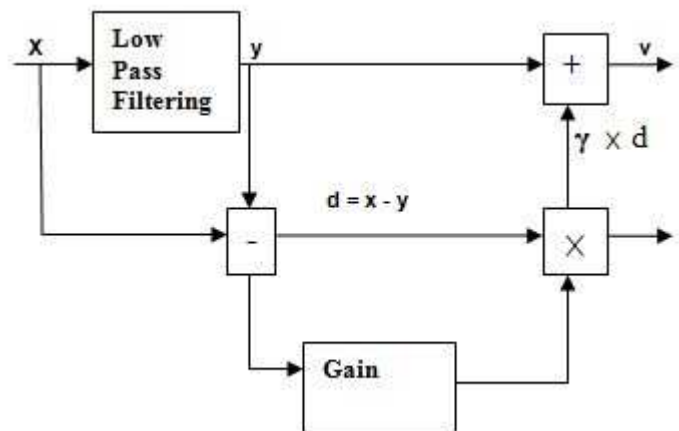 X
Low
Pass
Filtering
y
+
v
γ x d
d = x - y
-
X
Gain